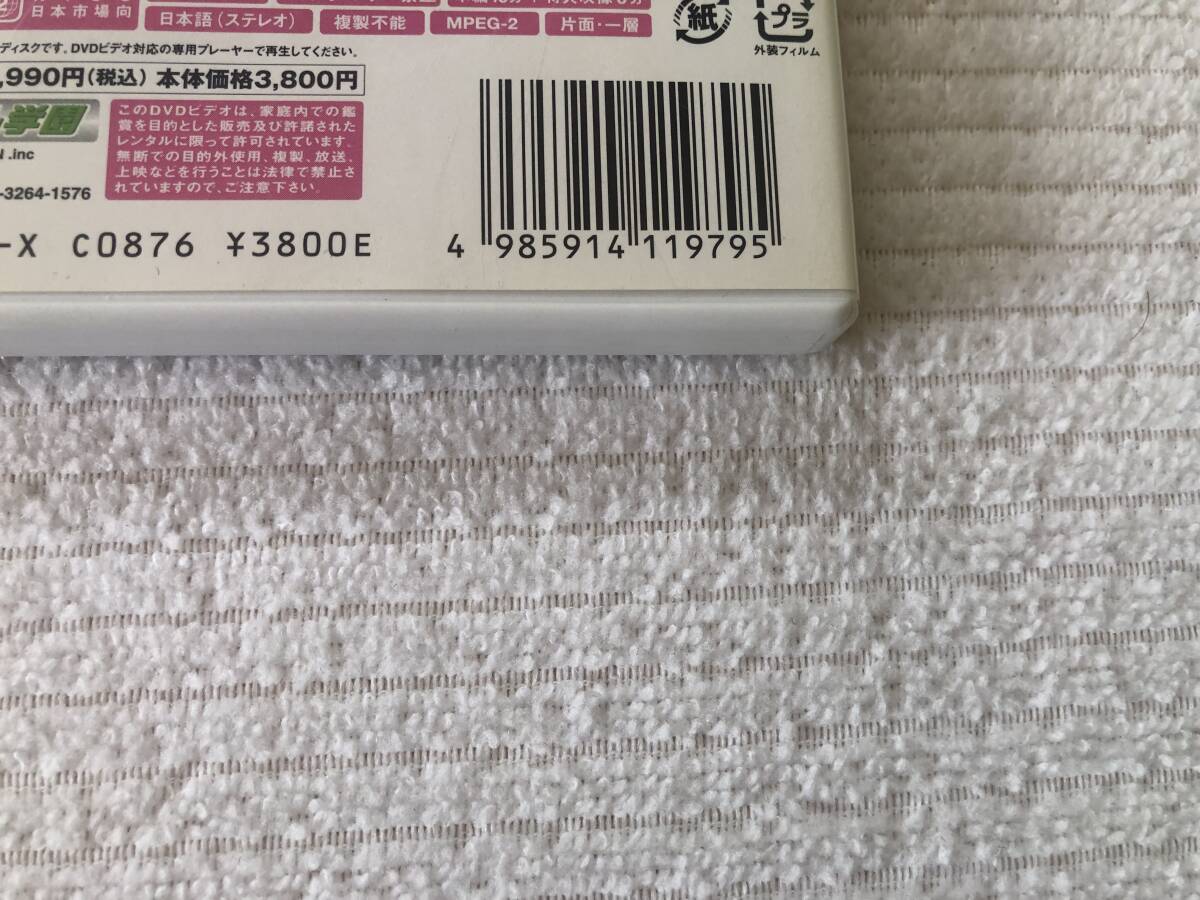 日本市場向
日本語(ステレオ)
複製不能
MPEG-2
片面・一層
紙
プラ
外装フィルム
ディスクです。DVDビデオ対応の専用プレーヤーで再生してください。
,990円(税込) 本体価格3,800円
学園
.inc
-3264-1576
このDVDビデオは、家庭内での鑑
賞を目的とした販売及び許諾された
レンタルに限って許可されています。
無断での目的外使用、複製、放送、
上映などを行うことは法律で禁止さ
れていますので、ご注意下さい。
-X C0876 ¥3800E
4 985914 119795